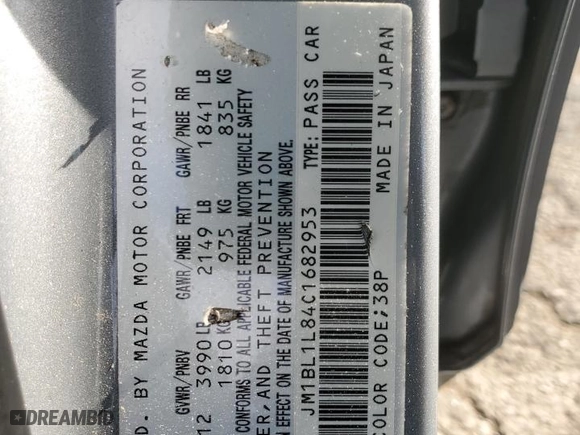 D. BY MAZDA MOTOR CORPORATION
GVWR/PNBV GAWR/PNBE FRT GAWR/PNBE RR
12 3990 LB 2149 LB 1841 LB
1810 KG 975 KG 835 KG
CONFORMS TO ALL APPLICABLE FEDERAL MOTOR VEHICLE SAFETY
ER, AND THEFT PREVENTION
N EFFECT ON THE DATE OF MANUFACTURE SHOWN ABOVE.
JM1BL1L84C1682953 TYPE: PASS CAR
COLOR CODE;38P MADE IN JAPAN
DREAMBID